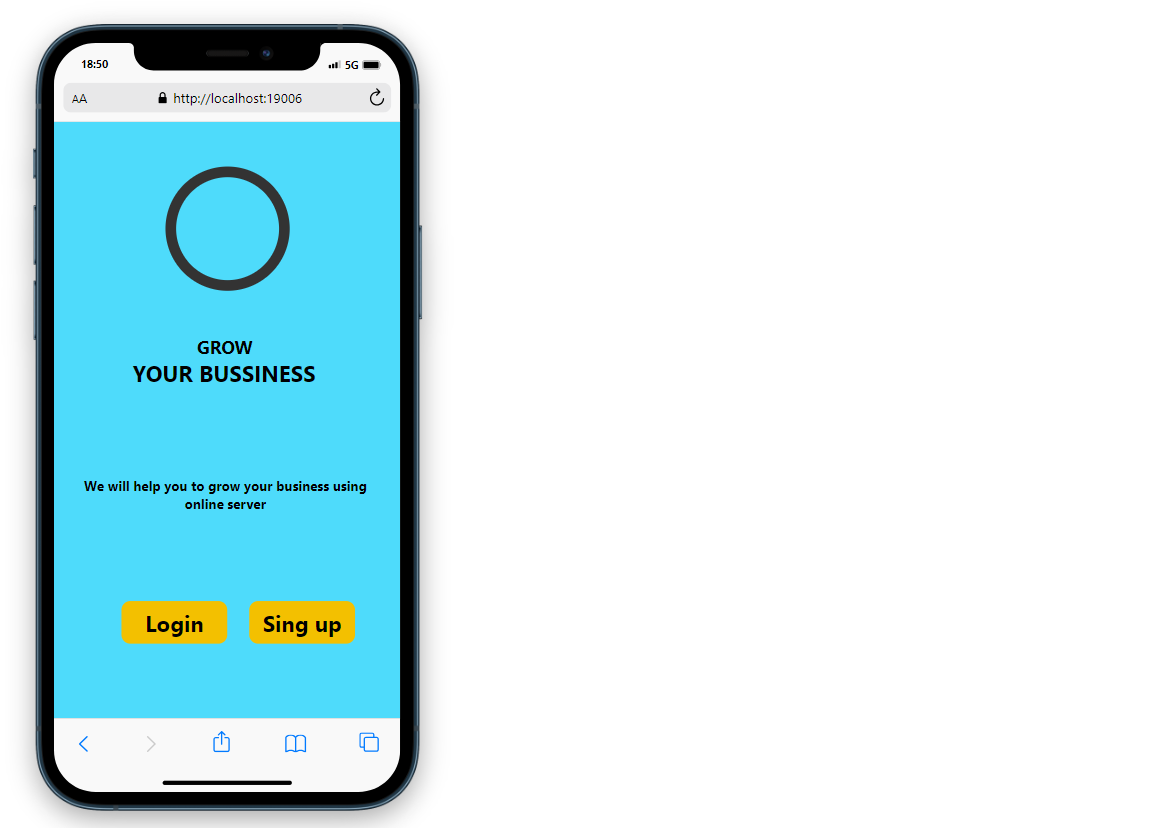 18:50
5G
AA
http://localhost:19006
GROW
YOUR BUSSINESS
We will help you to grow your business using
online server
Login
Sing up